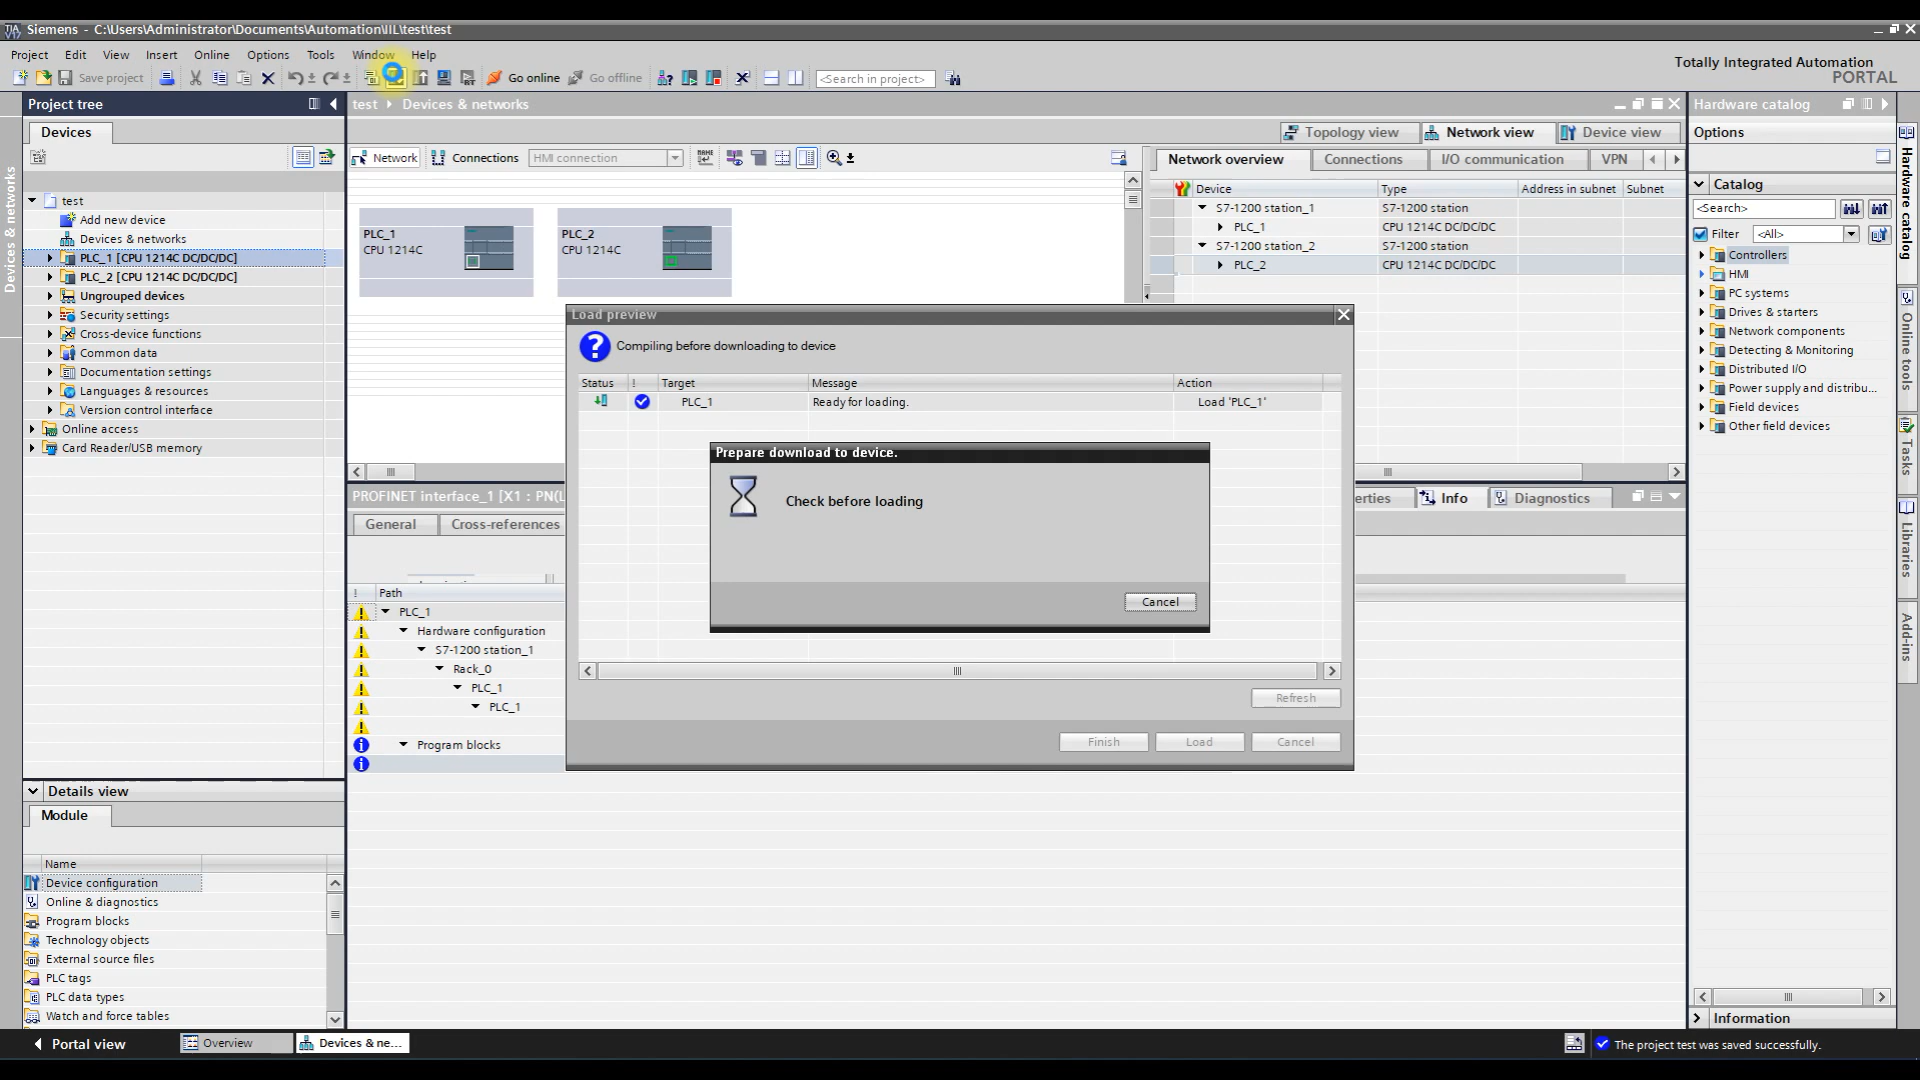 Siemens - C:\Users\Administrator\Documents\Automation\IIL\test\test
Project Edit View Insert Online Options Tools Window Help
Totally Integrated Automation
PORTAL
Save project Go online Go offline <Search in project>
Project tree
test Devices & networks
Hardware catalog
Devices
Topology view Network view Device view
Options
Network Connections HMI connection
Network overview Connections I/O communication VPN
Device Type Address in subnet Subnet
Catalog
test
S7-1200 station_1 S7-1200 station
<Search>
Add new device
PLC_1 CPU 1214C DC/DC/DC
PLC_1
CPU 1214C
PLC_2
CPU 1214C
Filter <All>
Devices & networks
S7-1200 station_2 S7-1200 station
PLC_1 [CPU 1214C DC/DC/DC]
PLC_2 CPU 1214C DC/DC/DC
PLC_2 [CPU 1214C DC/DC/DC]
Ungrouped devices
Security settings
Cross-device functions
Common data
Documentation settings
Languages & resources
Version control interface
Online access
Card Reader/USB memory
Controllers
HMI
PC systems
Drives & starters
Network components
Detecting & Monitoring
Distributed I/O
Power supply and distribu...
Field devices
Other field devices
Load preview
Compiling before downloading to device
Status ! Target Message Action
PLC_1 Ready for loading. Load 'PLC_1'
Prepare download to device.
Check before loading
Cancel
Refresh
Finish Load Cancel
PROFINET interface_1 [X1 : PN(L
erties Info Diagnostics
General Cross-references
! Path
PLC_1
Hardware configuration
S7-1200 station_1
Rack_0
PLC_1
PLC_1
Program blocks
Details view
Module
Name
Device configuration
Online & diagnostics
Program blocks
Technology objects
External source files
PLC tags
PLC data types
Watch and force tables
Information
Devices & networks
Hardware catalog
Online tools
Tasks
Libraries
Add-ins
Portal view Overview Devices & ne... The project test was saved successfully.